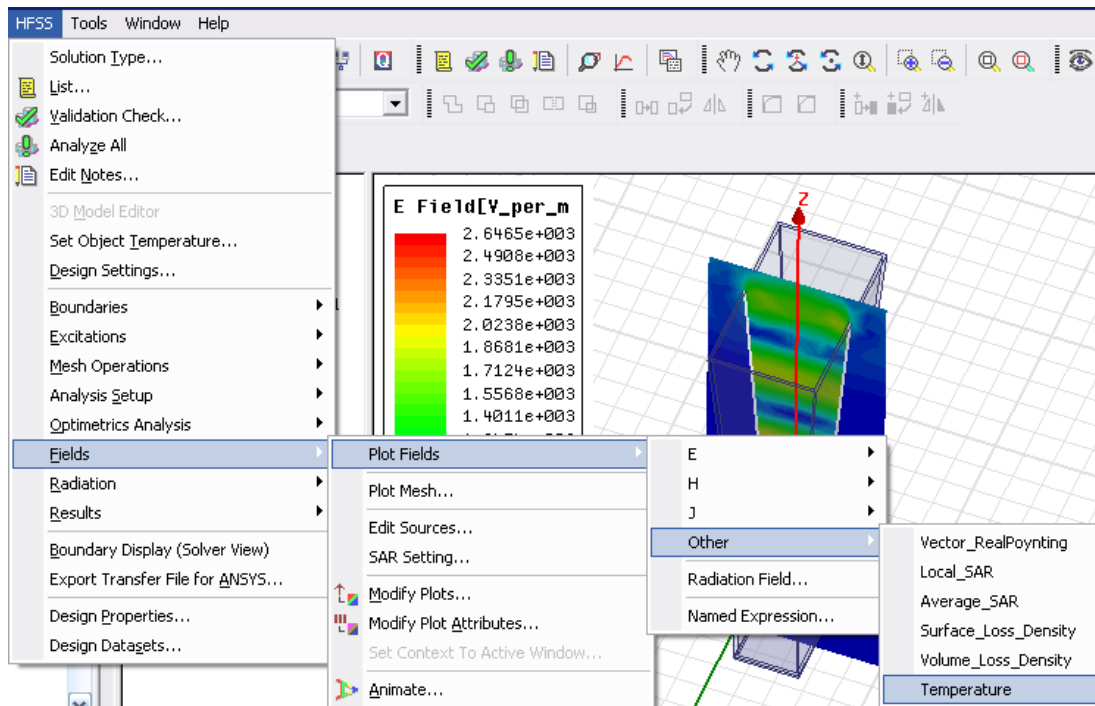 HFSS Tools Window Help
Solution Type...
List...
Validation Check...
Analyze All
Edit Notes...
3D Model Editor
Set Object Temperature...
Design Settings...
Boundaries
Excitations
Mesh Operations
Analysis Setup
Optimetrics Analysis
Fields
Radiation
Results
Boundary Display (Solver View)
Export Transfer File for ANSYS...
Design Properties...
Design Datasets...
E Field[V_per_m
2.6465e+003
2.4908e+003
2.3351e+003
2.1795e+003
2.0238e+003
1.8681e+003
1.7124e+003
1.5568e+003
1.4011e+003
Z
Plot Fields
Plot Mesh...
Edit Sources...
SAR Setting...
Modify Plots...
Modify Plot Attributes...
Set Context To Active Window...
Animate...
E
H
J
Other
Radiation Field...
Named Expression...
Vector_RealPoynting
Local_SAR
Average_SAR
Surface_Loss_Density
Volume_Loss_Density
Temperature